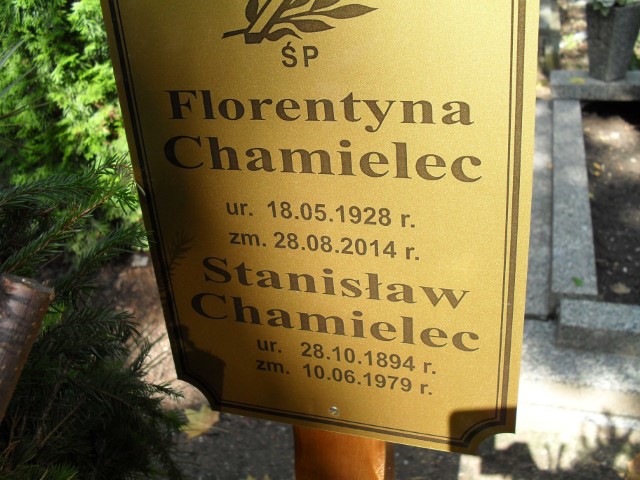 ŚP
Florentyna
Chamielec
ur. 18.05.1928 r.
zm. 28.08.2014 r.
Stanisław
Chamielec
ur. 28.10.1894 r.
zm. 10.06.1979 r.